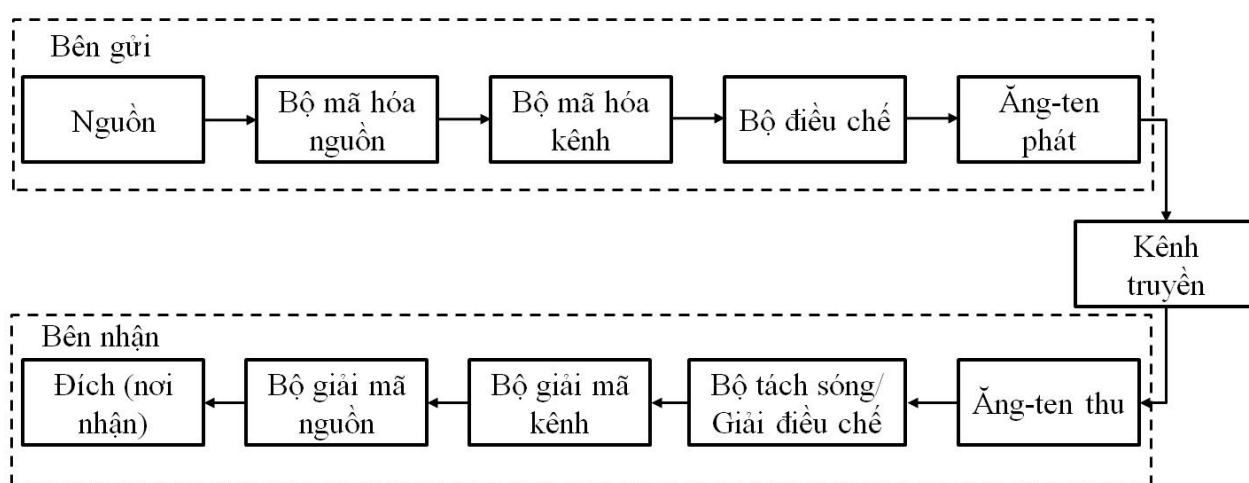 Bên gửi
Nguồn
Bộ mã hóa
nguồn
Bộ mã hóa
kênh
Bộ điều chế
Ăng-ten
phát
Kênh
truyền
Bên nhận
Đích (nơi
nhận)
Bộ giải mã
nguồn
Bộ giải mã
kênh
Bộ tách sóng/
Giải điều chế
Ăng-ten thu